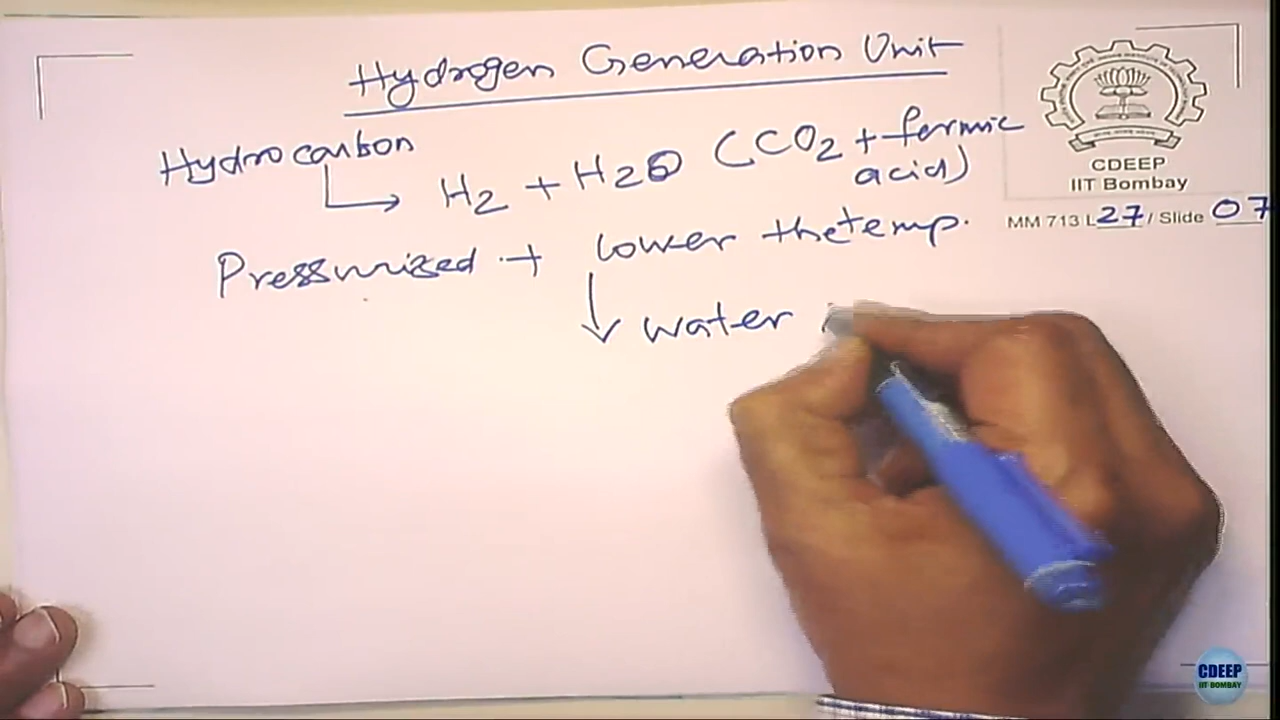 Hydrogen Generation Unit
Hydrocarbon
H2 + H2O (CO2 + formic
acid)
Pressurized + lower the temp.
water
CDEEP
IIT Bombay
MM 713 L 27 / Slide 07
CDEEP
IIT BOMBAY